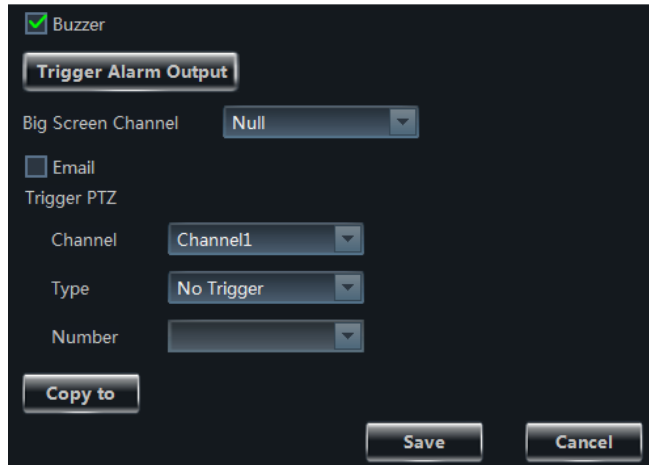 Buzzer
Trigger Alarm Output
Big Screen Channel Null
Email
Trigger PTZ
Channel Channel1
Type No Trigger
Number
Copy to
Save Cancel